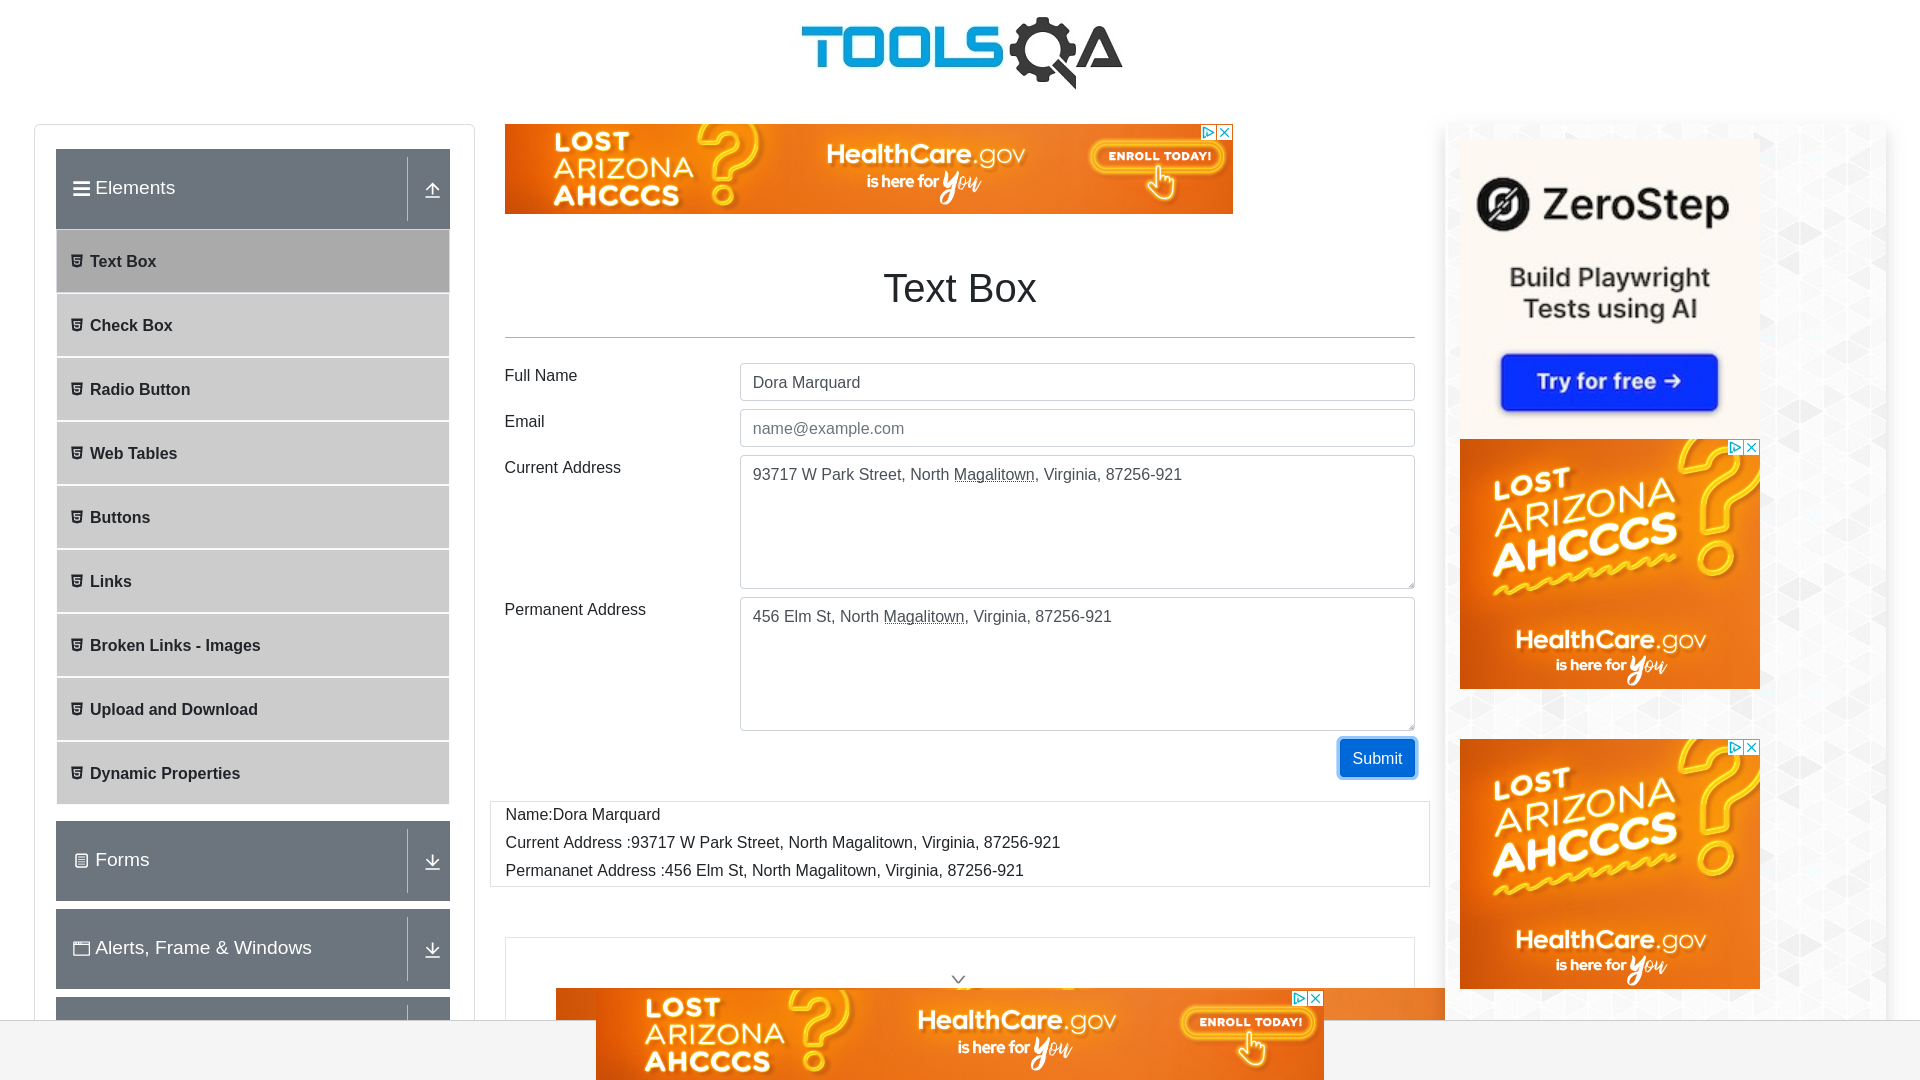 TOOLSQA
Elements
Text Box
Check Box
Radio Button
Web Tables
Buttons
Links
Broken Links - Images
Upload and Download
Dynamic Properties
Forms
Alerts, Frame & Windows
LOST
ARIZONA
AHCCCS
?
HealthCare.gov
is here for You
ENROLL TODAY!
Text Box
Full Name
Dora Marquard
Email
name@example.com
Current Address
93717 W Park Street, North Magalitown, Virginia, 87256-921
Permanent Address
456 Elm St, North Magalitown, Virginia, 87256-921
Submit
Name:Dora Marquard
Current Address :93717 W Park Street, North Magalitown, Virginia, 87256-921
Permananet Address :456 Elm St, North Magalitown, Virginia, 87256-921
ZeroStep
Build Playwright
Tests using AI
Try for free →
LOST
ARIZONA
AHCCCS
?
HealthCare.gov
is here for You
LOST
ARIZONA
AHCCCS
?
HealthCare.gov
is here for You
LOST
ARIZONA
AHCCCS
?
HealthCare.gov
is here for You
ENROLL TODAY!